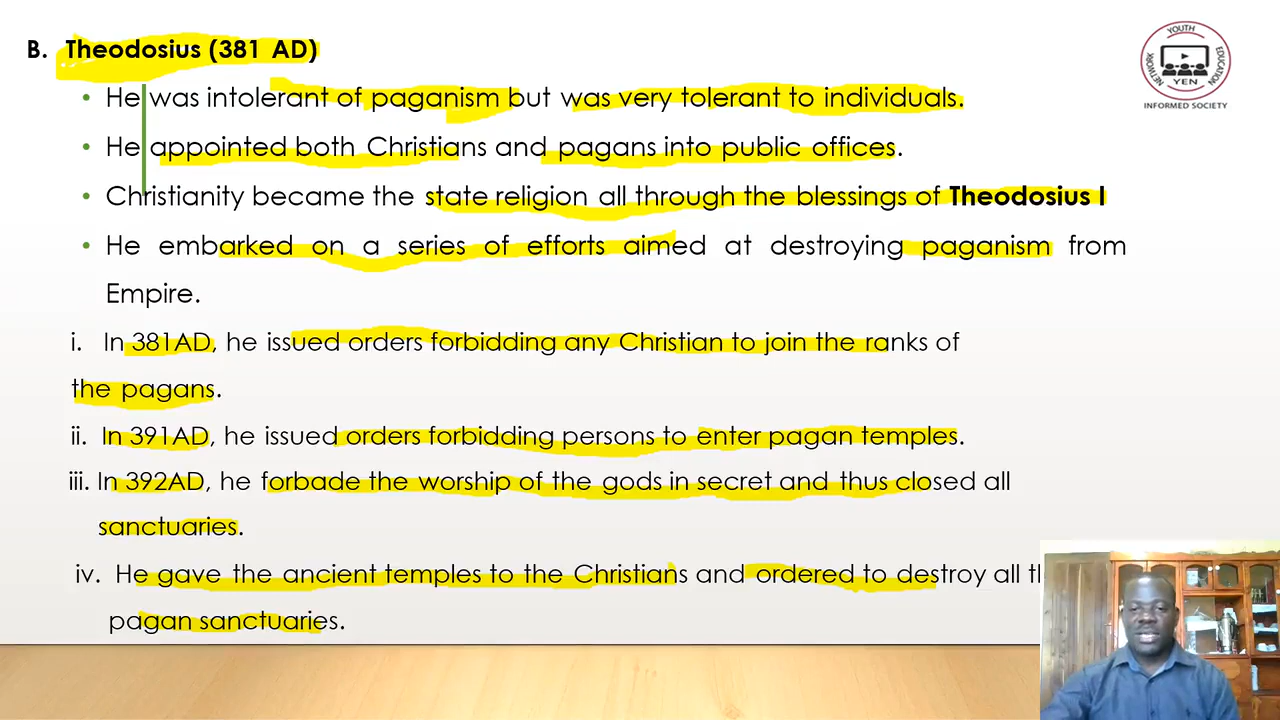 B. Theodosius (381 AD)
• He was intolerant of paganism but was very tolerant to individuals.
• He appointed both Christians and pagans into public offices.
• Christianity became the state religion all through the blessings of Theodosius I
• He embarked on a series of efforts aimed at destroying paganism from
Empire.
i. In 381AD, he issued orders forbidding any Christian to join the ranks of
the pagans.
ii. In 391AD, he issued orders forbidding persons to enter pagan temples.
iii. In 392AD, he forbade the worship of the gods in secret and thus closed all
sanctuaries.
iv. He gave the ancient temples to the Christians and ordered to destroy all
pagan sanctuaries.
YOUTH
EDUCATION
NETWORK
YEN
INFORMED SOCIETY